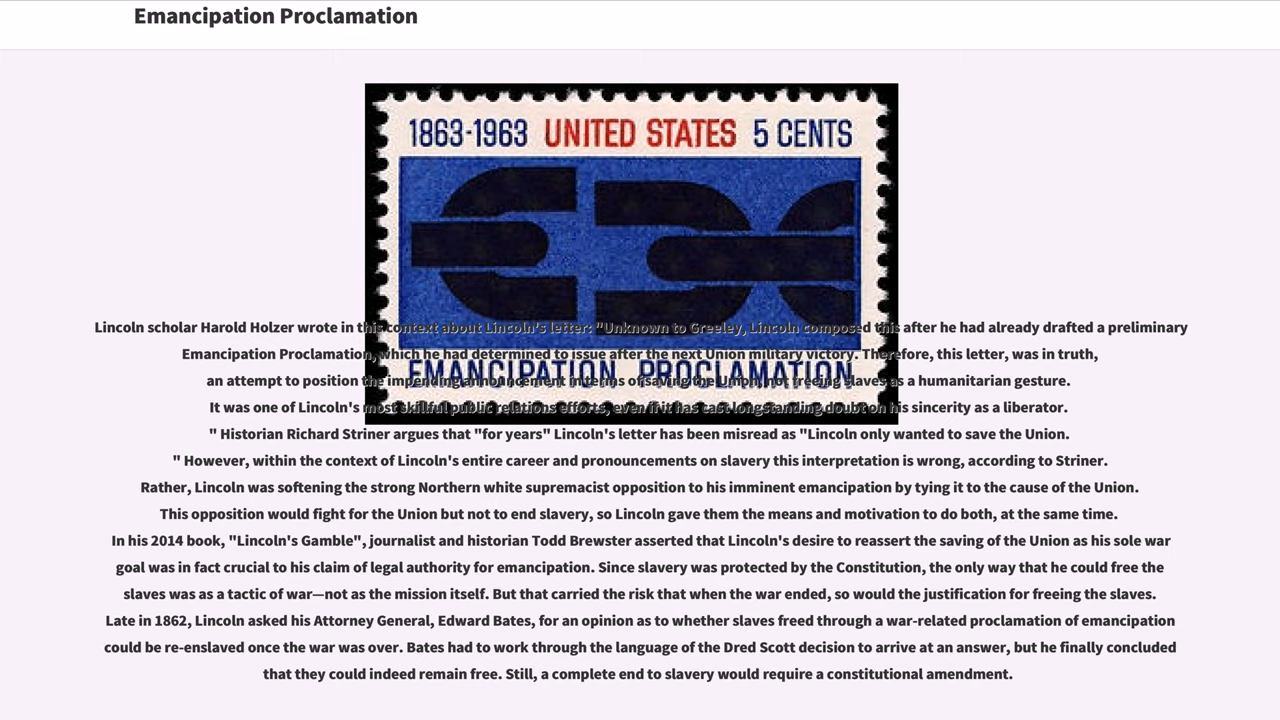 Emancipation Proclamation
1863-1963 UNITED STATES 5 CENTS
EMANCIPATION PROCLAMATION
Lincoln scholar Harold Holzer wrote in this context about Lincoln's letter: "Unknown to Greeley, Lincoln composed this after he had already drafted a preliminary
Emancipation Proclamation, which he had determined to issue after the next Union military victory. Therefore, this letter, was in truth,
an attempt to position the impending announcement in terms of saving the Union, not freeing slaves as a humanitarian gesture.
It was one of Lincoln's most skillful public relations efforts, even if it has cast longstanding doubt on his sincerity as a liberator.
" Historian Richard Striner argues that "for years" Lincoln's letter has been misread as "Lincoln only wanted to save the Union.
" However, within the context of Lincoln's entire career and pronouncements on slavery this interpretation is wrong, according to Striner.
Rather, Lincoln was softening the strong Northern white supremacist opposition to his imminent emancipation by tying it to the cause of the Union.
This opposition would fight for the Union but not to end slavery, so Lincoln gave them the means and motivation to do both, at the same time.
In his 2014 book, "Lincoln's Gamble", journalist and historian Todd Brewster asserted that Lincoln's desire to reassert the saving of the Union as his sole war
goal was in fact crucial to his claim of legal authority for emancipation. Since slavery was protected by the Constitution, the only way that he could free the
slaves was as a tactic of war—not as the mission itself. But that carried the risk that when the war ended, so would the justification for freeing the slaves.
Late in 1862, Lincoln asked his Attorney General, Edward Bates, for an opinion as to whether slaves freed through a war-related proclamation of emancipation
could be re-enslaved once the war was over. Bates had to work through the language of the Dred Scott decision to arrive at an answer, but he finally concluded
that they could indeed remain free. Still, a complete end to slavery would require a constitutional amendment.